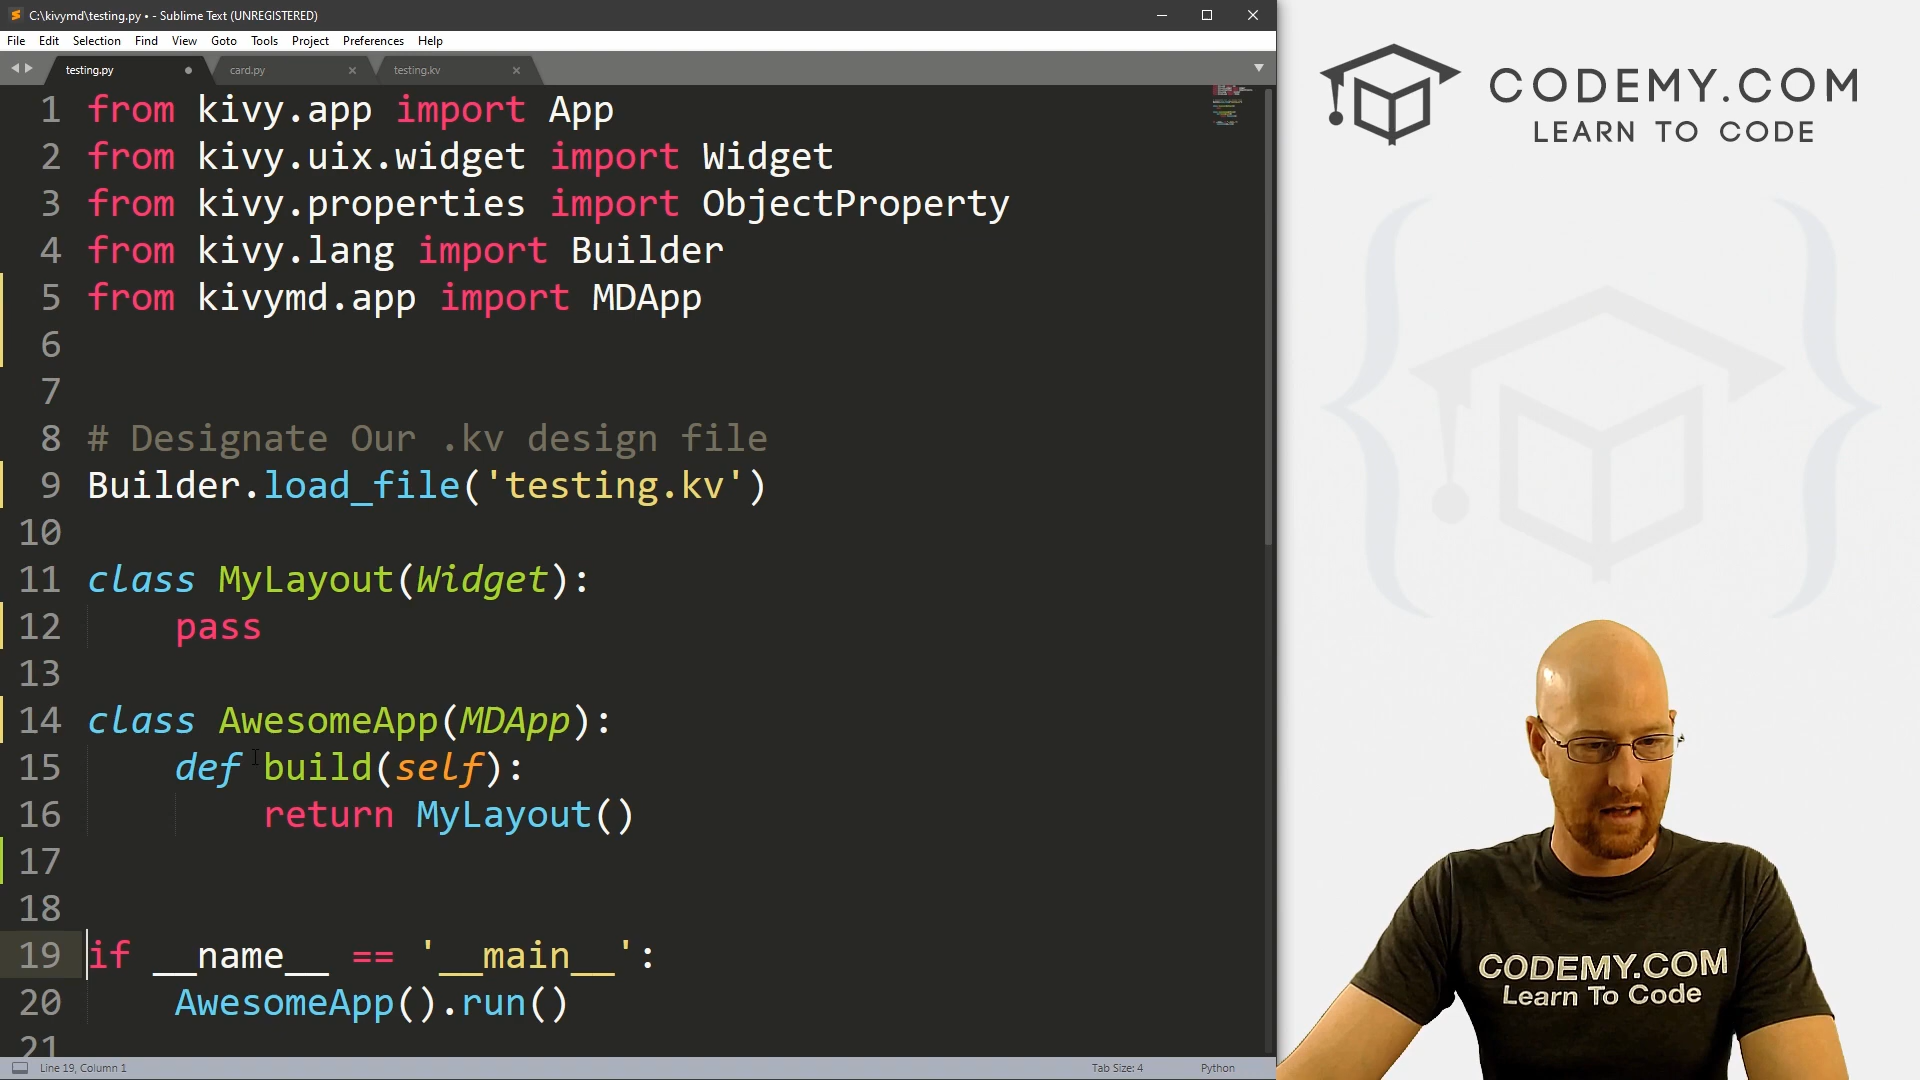 C:\kivymd\testing.py • - Sublime Text (UNREGISTERED)
File Edit Selection Find View Goto Tools Project Preferences Help
testing.py card.py testing.kv
1 from kivy.app import App
2 from kivy.uix.widget import Widget
3 from kivy.properties import ObjectProperty
4 from kivy.lang import Builder
5 from kivymd.app import MDApp
6
7
8 # Designate Our .kv design file
9 Builder.load_file('testing.kv')
10
11 class MyLayout(Widget):
12 pass
13
14 class AwesomeApp(MDApp):
15 def build(self):
16 return MyLayout()
17
18
19 if __name__ == '__main__':
20 AwesomeApp().run()
21
Line 19, Column 1
Tab Size: 4
Python
CODEMY.COM
LEARN TO CODE
CODEMY.COM
Learn To Code